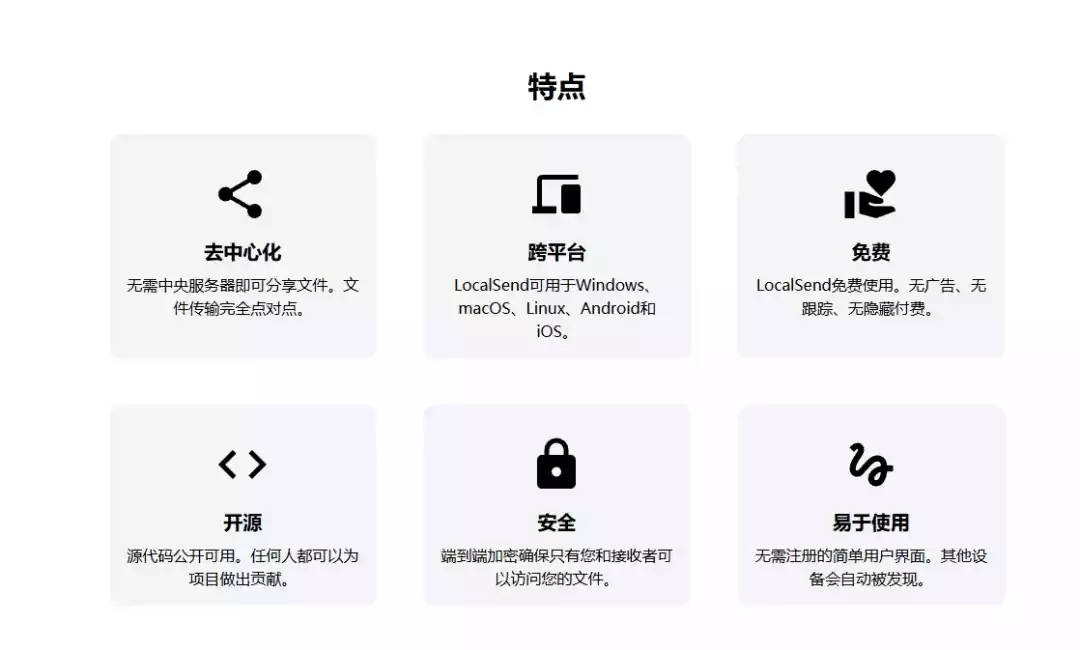 特点
去中心化
无需中央服务器即可分享文件。文
件传输完全点对点。
跨平台
LocalSend可用于Windows、
macOS、Linux、Android和
iOS。
免费
LocalSend免费使用。无广告、无
跟踪、无隐藏付费。
开源
源代码公开可用。任何人都可以为
项目做出贡献。
安全
端到端加密确保只有您和接收者可
以访问您的文件。
易于使用
无需注册的简单用户界面。其他设
备会自动被发现。